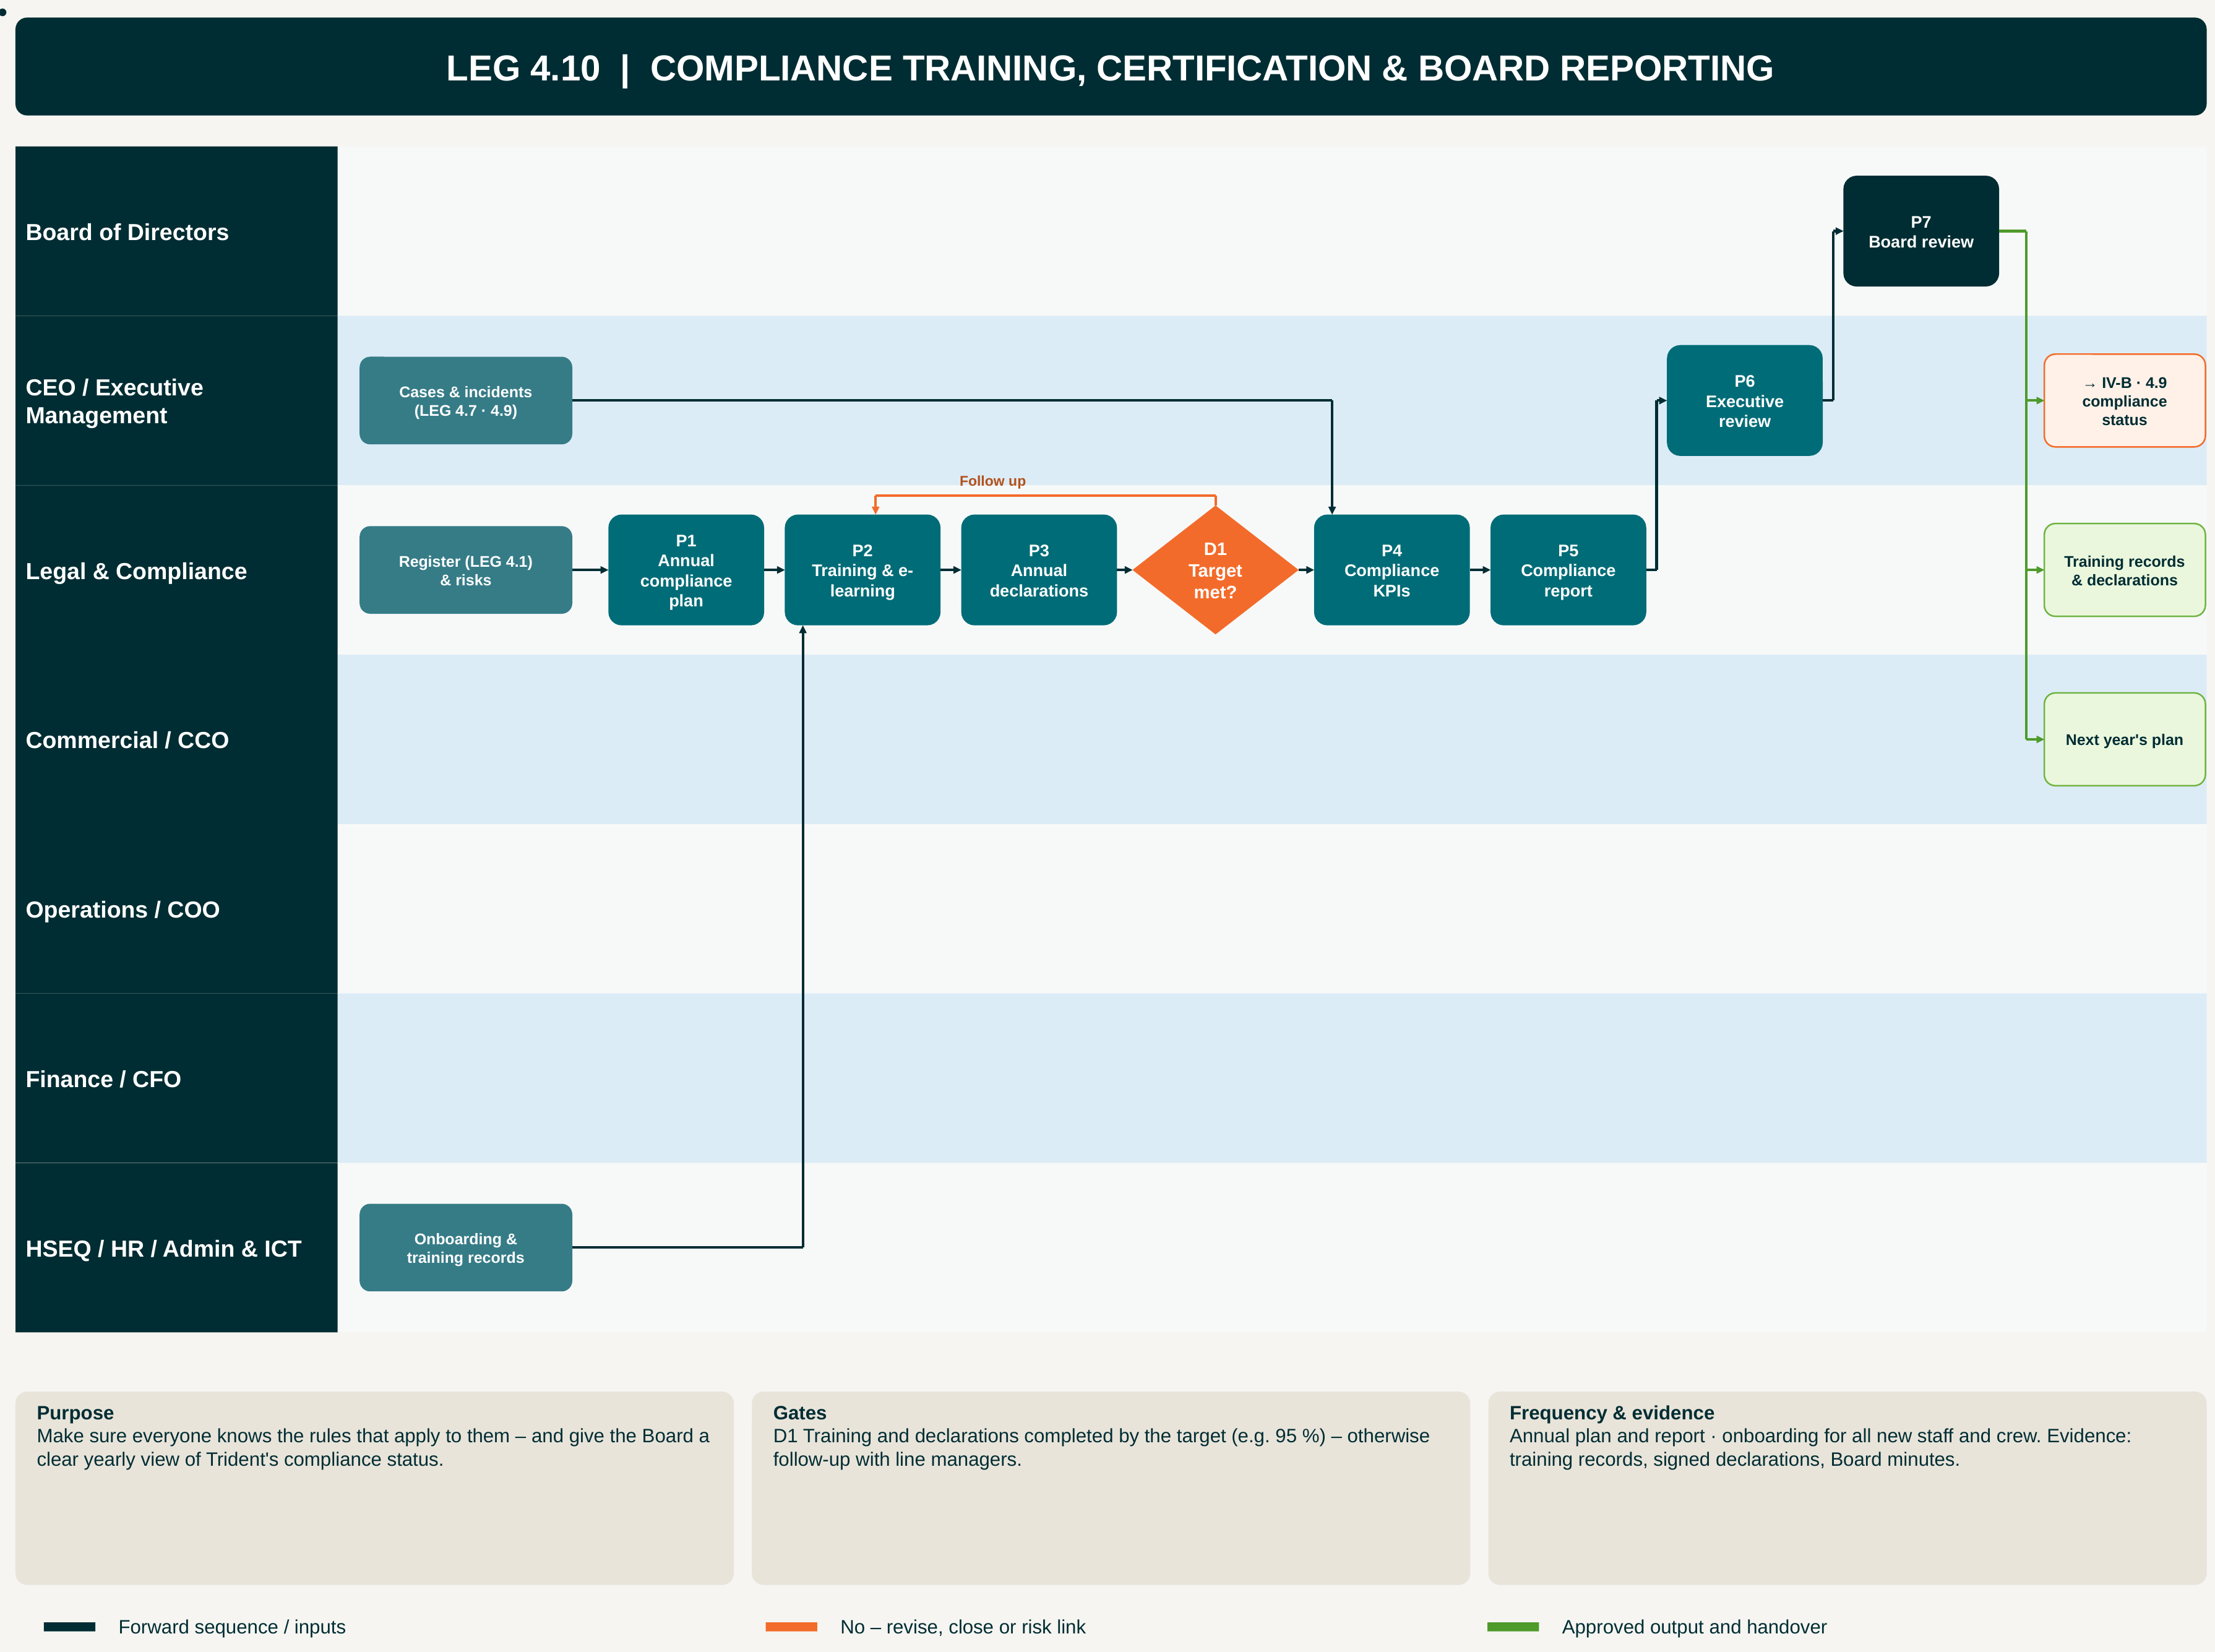 LEG 4.10 | COMPLIANCE TRAINING, CERTIFICATION & BOARD REPORTING
Board of Directors
P7
Board review
CEO / Executive
Management
Cases & incidents
(LEG 4.7 · 4.9)
P6
Executive
review
→ IV-B · 4.9
compliance
status
Follow up
Legal & Compliance
Register (LEG 4.1)
& risks
P1
Annual
compliance
plan
P2
Training & e-
learning
P3
Annual
declarations
D1
Target
met?
P4
Compliance
KPIs
P5
Compliance
report
Training records
& declarations
Commercial / CCO
Next year's plan
Operations / COO
Finance / CFO
HSEQ / HR / Admin & ICT
Onboarding &
training records
Purpose
Make sure everyone knows the rules that apply to them – and give the Board a
clear yearly view of Trident's compliance status.
Gates
D1 Training and declarations completed by the target (e.g. 95 %) – otherwise
follow-up with line managers.
Frequency & evidence
Annual plan and report · onboarding for all new staff and crew. Evidence:
training records, signed declarations, Board minutes.
Forward sequence / inputs
No – revise, close or risk link
Approved output and handover